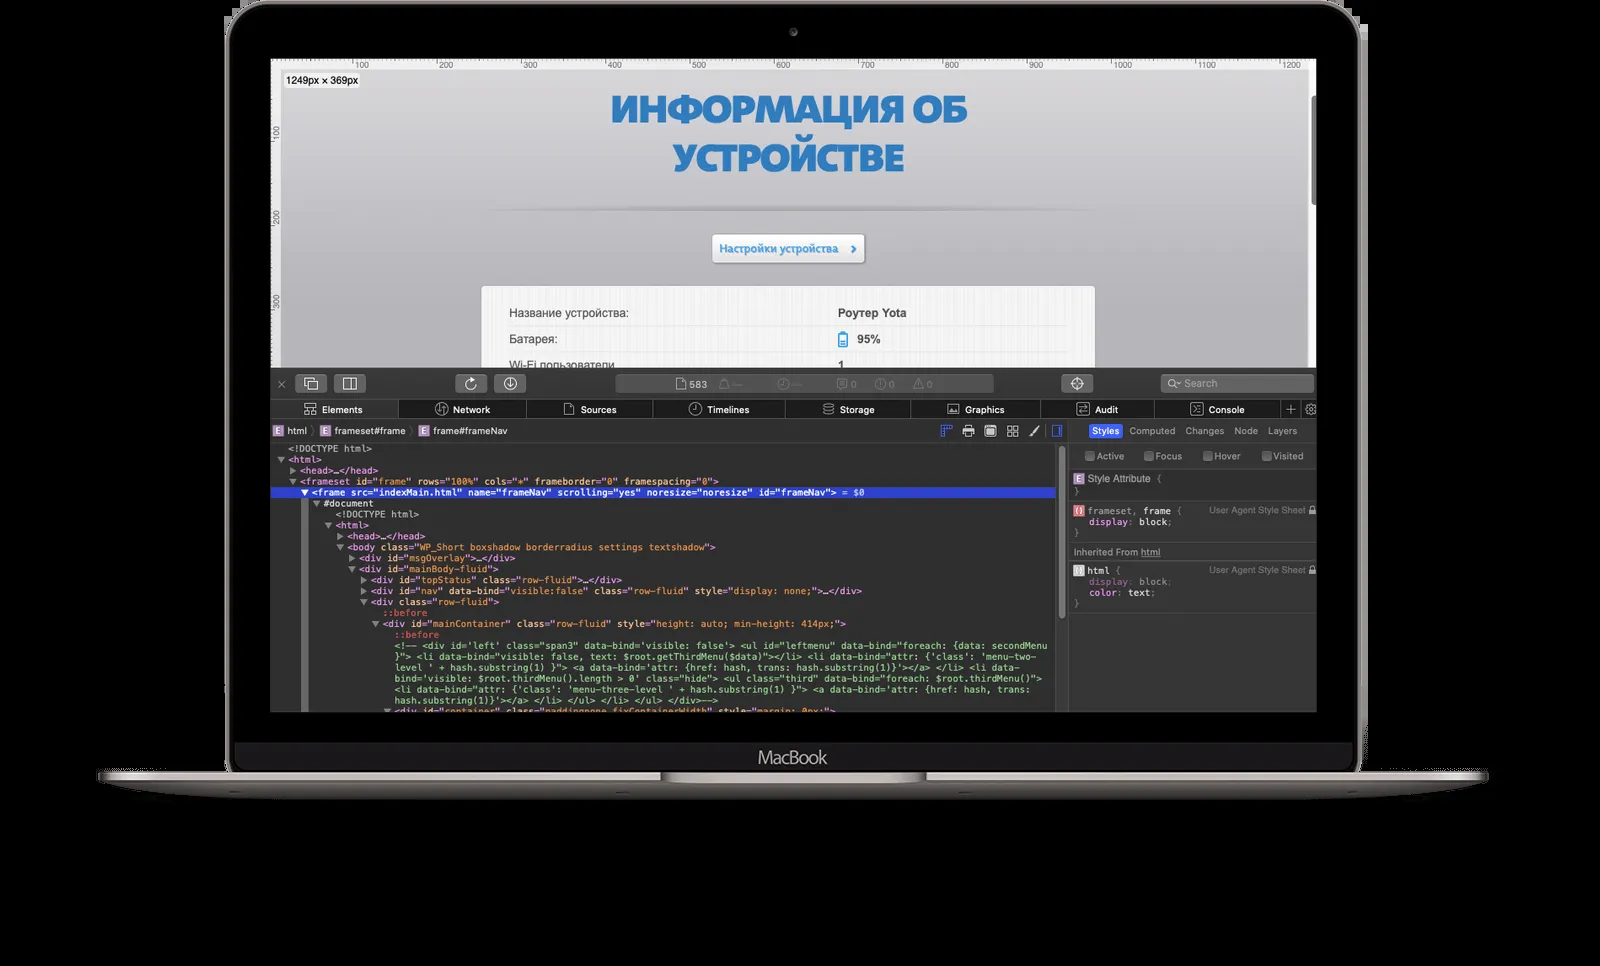 100 200 300 400 500 600 700 800 900 1000 1100 1200
1249px × 369px
100
200
300
ИНФОРМАЦИЯ ОБ
УСТРОЙСТВЕ
Настройки устройства
Название устройства: Роутер Yota
Батарея: 95%
Wi-Fi пользователи 1
583 — — 0 0 0 Search
Elements Network Sources Timelines Storage Graphics Audit Console
E html E frameset#frame E frame#frameNav Styles Computed Changes Node Layers
Active Focus Hover Visited
<!DOCTYPE html>
<html>
<head>…</head>
<frameset id="frame" rows="100%" cols="*" frameborder="0" framespacing="0">
<frame src="indexMain.html" name="frameNav" scrolling="yes" noresize="noresize" id="frameNav"> = $0
#document
<!DOCTYPE html>
<html>
<head>…</head>
<body class="WP_Short boxshadow borderradius settings textshadow">
<div id="msgOverlay">…</div>
<div id="mainBody-fluid">
<div id="topStatus" class="row-fluid">…</div>
<div id="nav" data-bind="visible:false" class="row-fluid" style="display: none;">…</div>
<div class="row-fluid">
::before
<div id="mainContainer" class="row-fluid" style="height: auto; min-height: 414px;">
::before
<!-- <div id='left' class="span3" data-bind='visible: false'> <ul id="leftmenu" data-bind="foreach: {data: secondMenu
}"> <li data-bind="visible: false, text: $root.getThirdMenu($data)"></li> <li data-bind="attr: {'class': 'menu-two-
level ' + hash.substring(1) }"> <a data-bind='attr: {href: hash, trans: hash.substring(1)}'></a> </li> <li data-
bind='visible: $root.thirdMenu().length > 0' class="hide"> <ul class="third" data-bind="foreach: $root.thirdMenu()">
<li data-bind="attr: {'class': 'menu-three-level ' + hash.substring(1) }"> <a data-bind='attr: {href: hash, trans:
hash.substring(1)}'></a> </li> </ul> </li> </ul> </div>-->
<div id="container" class="paddingnone fixContainerWidth" style="margin: 0px;">
E Style Attribute {
}
frameset, frame { User Agent Style Sheet
display: block;
}
Inherited From html
html { User Agent Style Sheet
display: block;
color: text;
}
MacBook